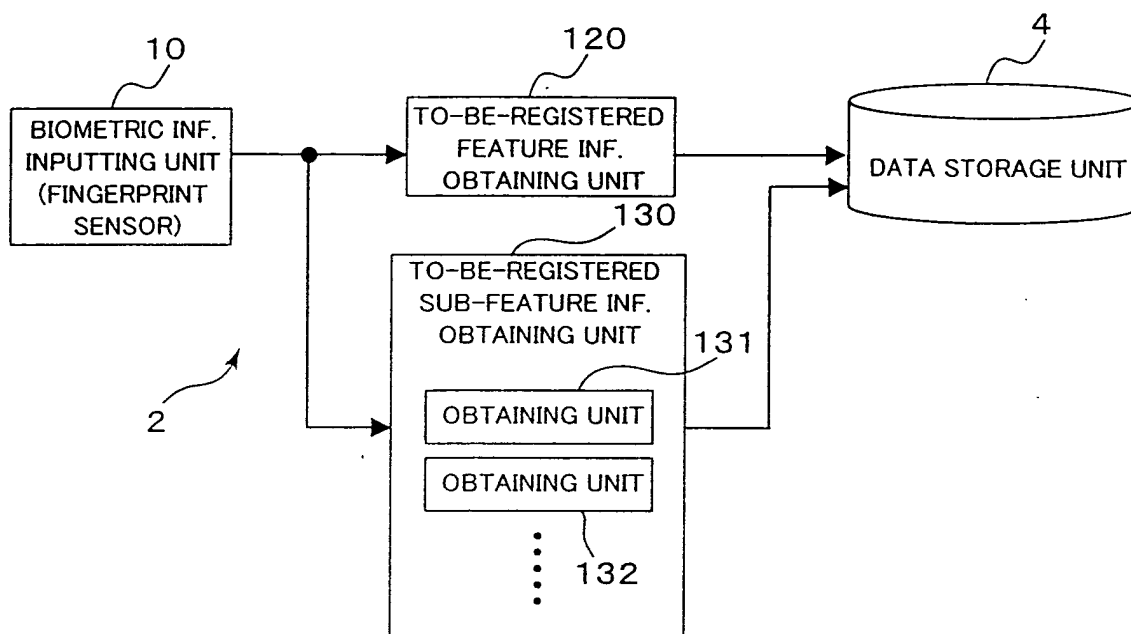 10
BIOMETRIC INF.
INPUTTING UNIT
(FINGERPRINT
SENSOR)
120
TO-BE-REGISTERED
FEATURE INF.
OBTAINING UNIT
4
DATA STORAGE UNIT
130
TO-BE-REGISTERED
SUB-FEATURE INF.
OBTAINING UNIT
131
OBTAINING UNIT
OBTAINING UNIT
132
2